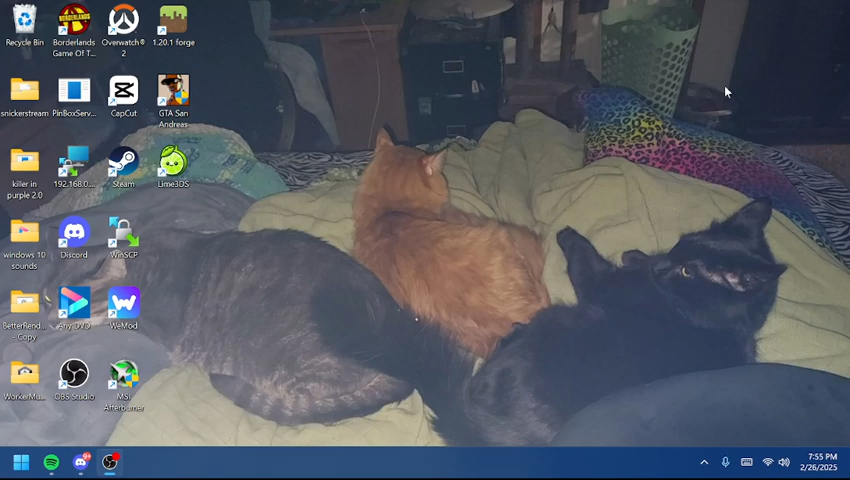 Recycle Bin
Borderlands
Game Of T...
Overwatch®
2
1.20.1 forge
snickerstream
PinBoxServ...
CapCut
GTA San
Andreas
killer in
purple 2.0
192.168.0....
Steam
Lime3DS
windows 10
sounds
Discord
WinSCP
BetterRend...
- Copy
Any DVD
WeMod
WorkerMu...
OBS Studio
MSI
Afterburner
7:55 PM
2/26/2025